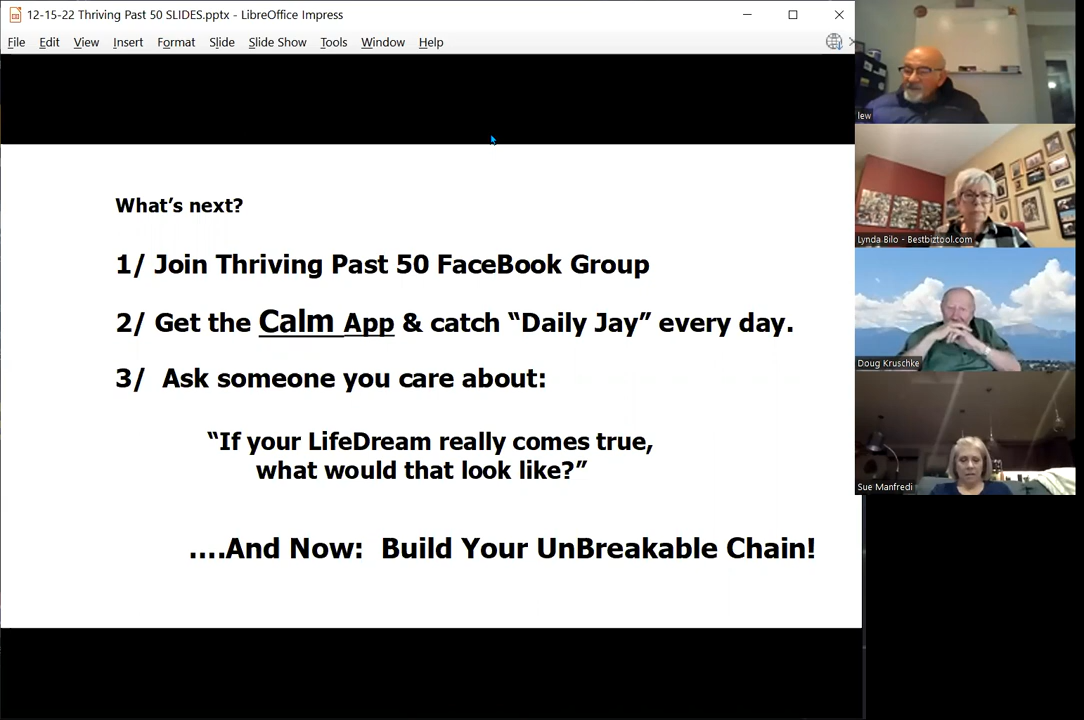 12-15-22 Thriving Past 50 SLIDES.pptx - LibreOffice Impress
File Edit View Insert Format Slide Slide Show Tools Window Help
What's next?
1/ Join Thriving Past 50 FaceBook Group
2/ Get the Calm App & catch “Daily Jay” every day.
3/ Ask someone you care about:
“If your LifeDream really comes true,
what would that look like?”
....And Now: Build Your UnBreakable Chain!
lew
Lynda Bilo - Bestbiztool.com
Doug Kruschke
Sue Manfredi